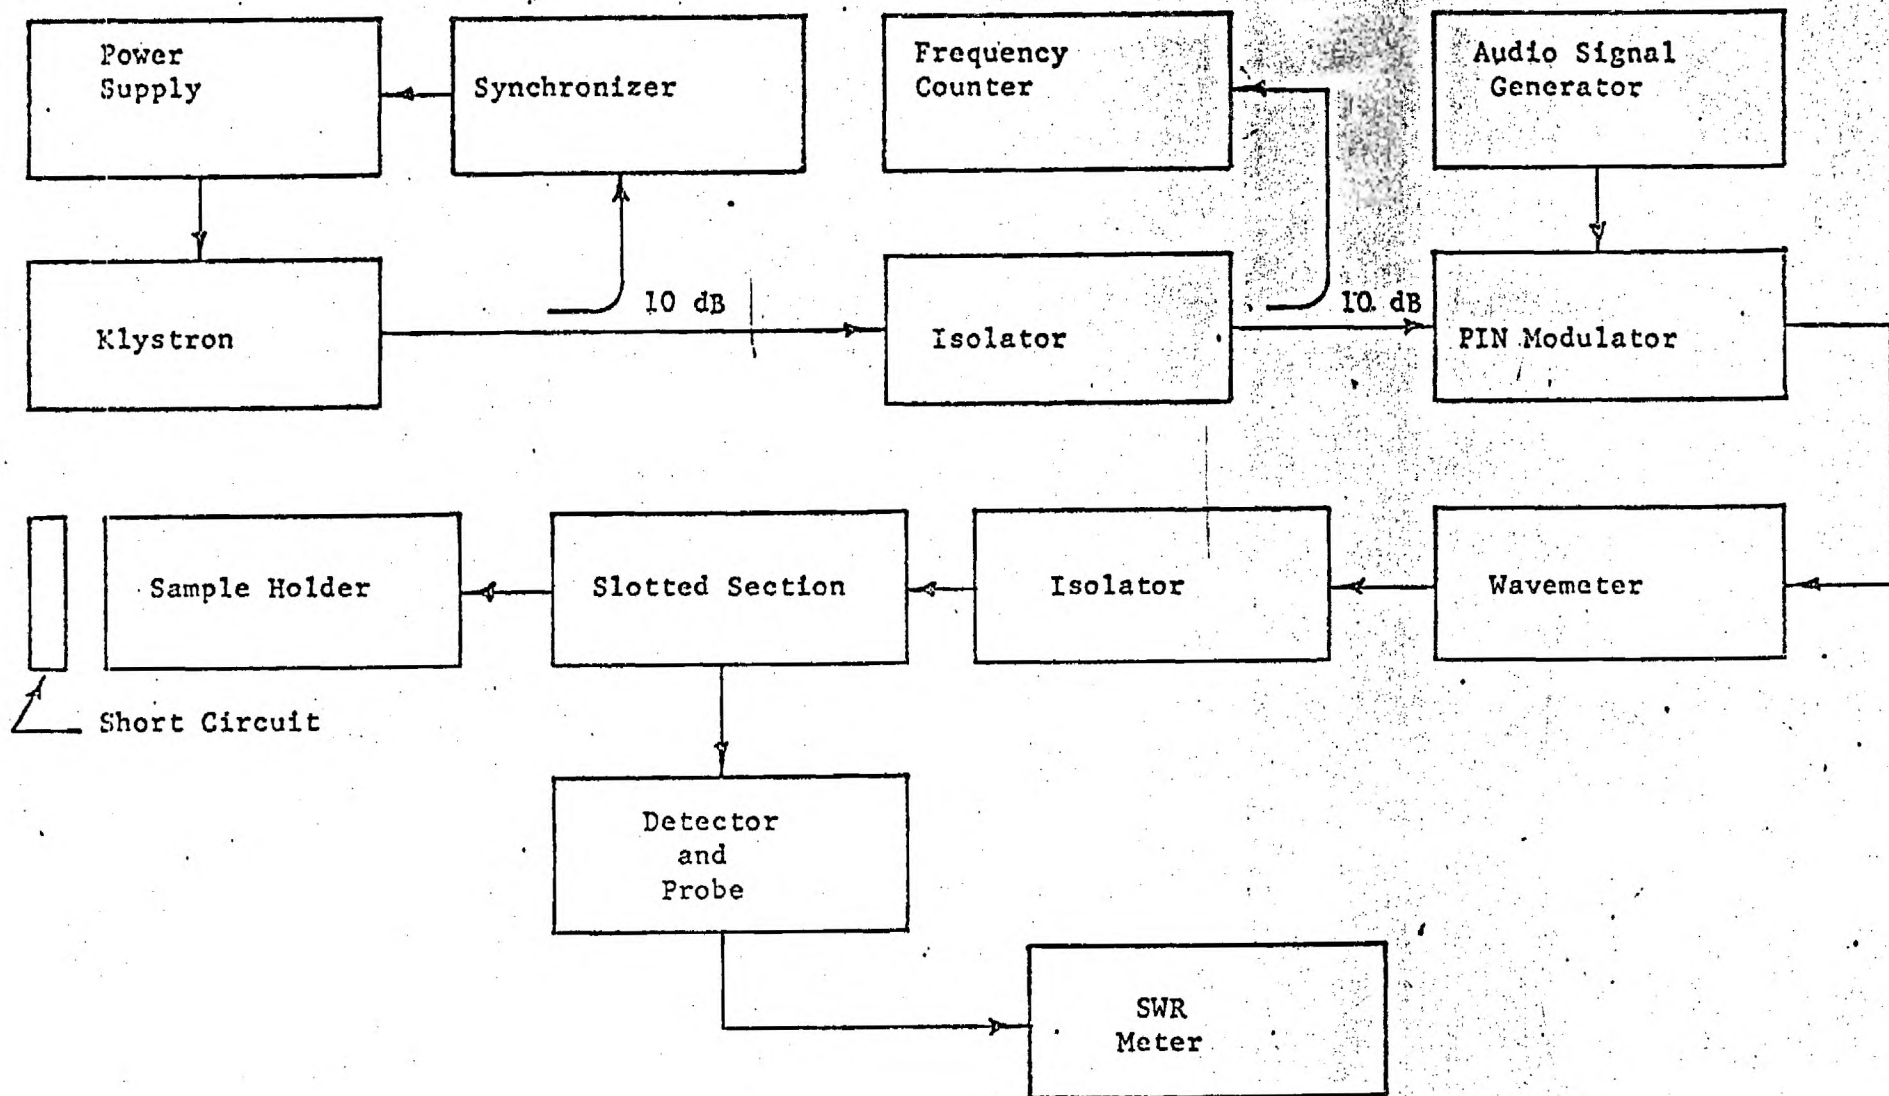 Power
Supply
Synchronizer
Frequency
Counter
Audio Signal
Generator
Klystron
10 dB
Isolator
10 dB
PIN Modulator
Sample Holder
Slotted Section
Isolator
Wavemeter
Short Circuit
Detector
and
Probe
SWR
Meter